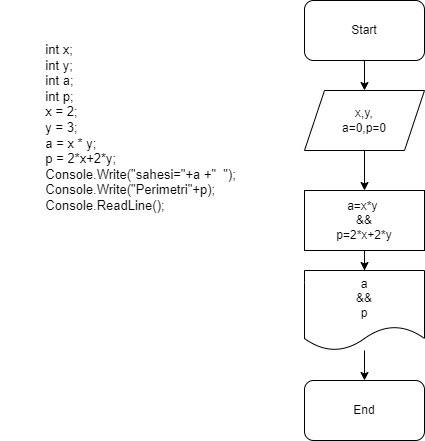 int x;
int y;
int a;
int p;
x = 2;
y = 3;
a = x * y;
p = 2*x+2*y;
Console.Write("sahesi="+a +"  ");
Console.Write("Perimetri"+p);
Console.ReadLine();
Start
x,y,
a=0,p=0
a=x*y
&&
p=2*x+2*y
a
&&
p
End